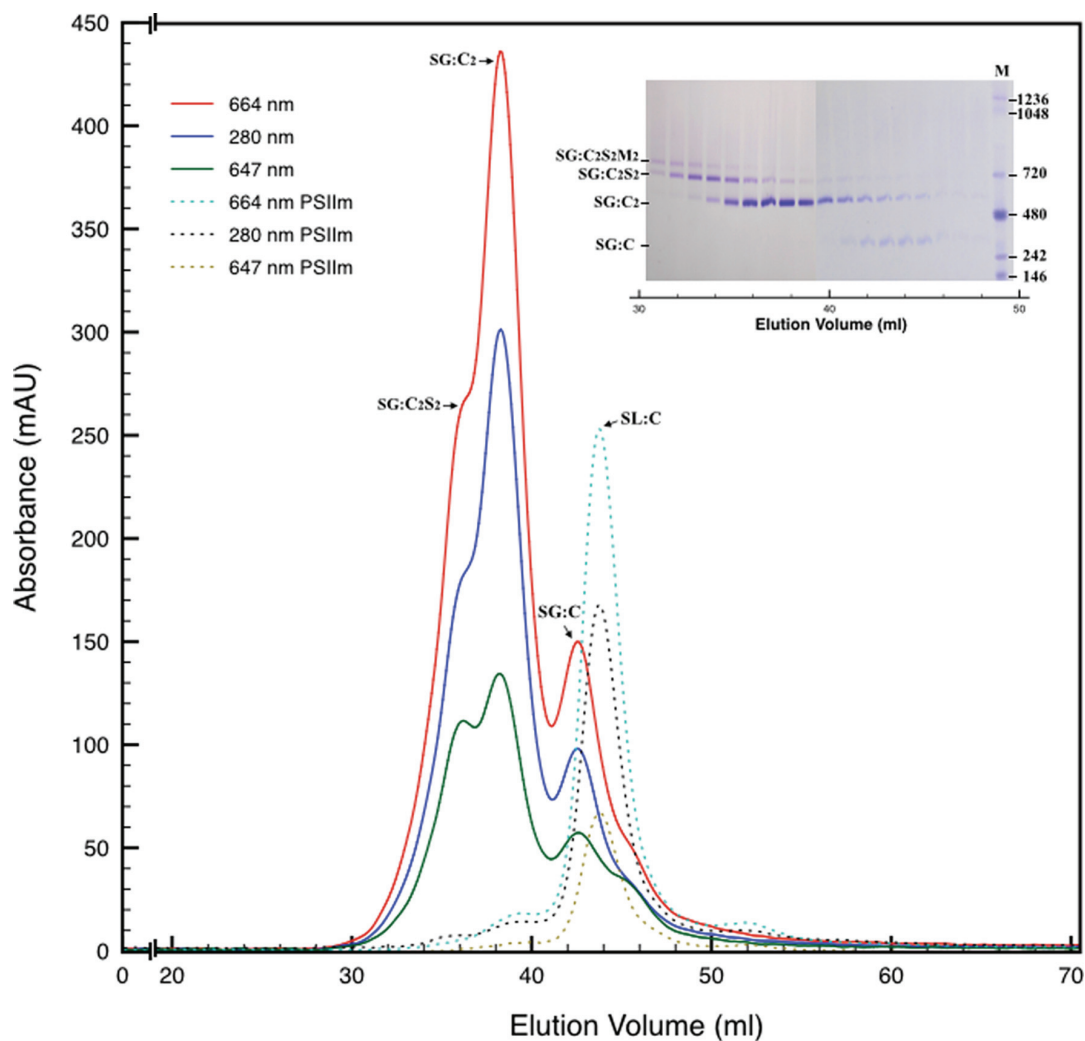 450
400
350
300
250
200
150
100
50
0
Absorbance (mAU)
664 nm
280 nm
647 nm
664 nm PSIIm
280 nm PSIIm
647 nm PSIIm
SG:C2
SG:C2S2
SG:C
SL:C
M
SG:C2S2M2
SG:C2S2
SG:C2
SG:C
1236
1048
720
480
242
146
30 40 50
Elution Volume (ml)
0 20 30 40 50 60 70
Elution Volume (ml)